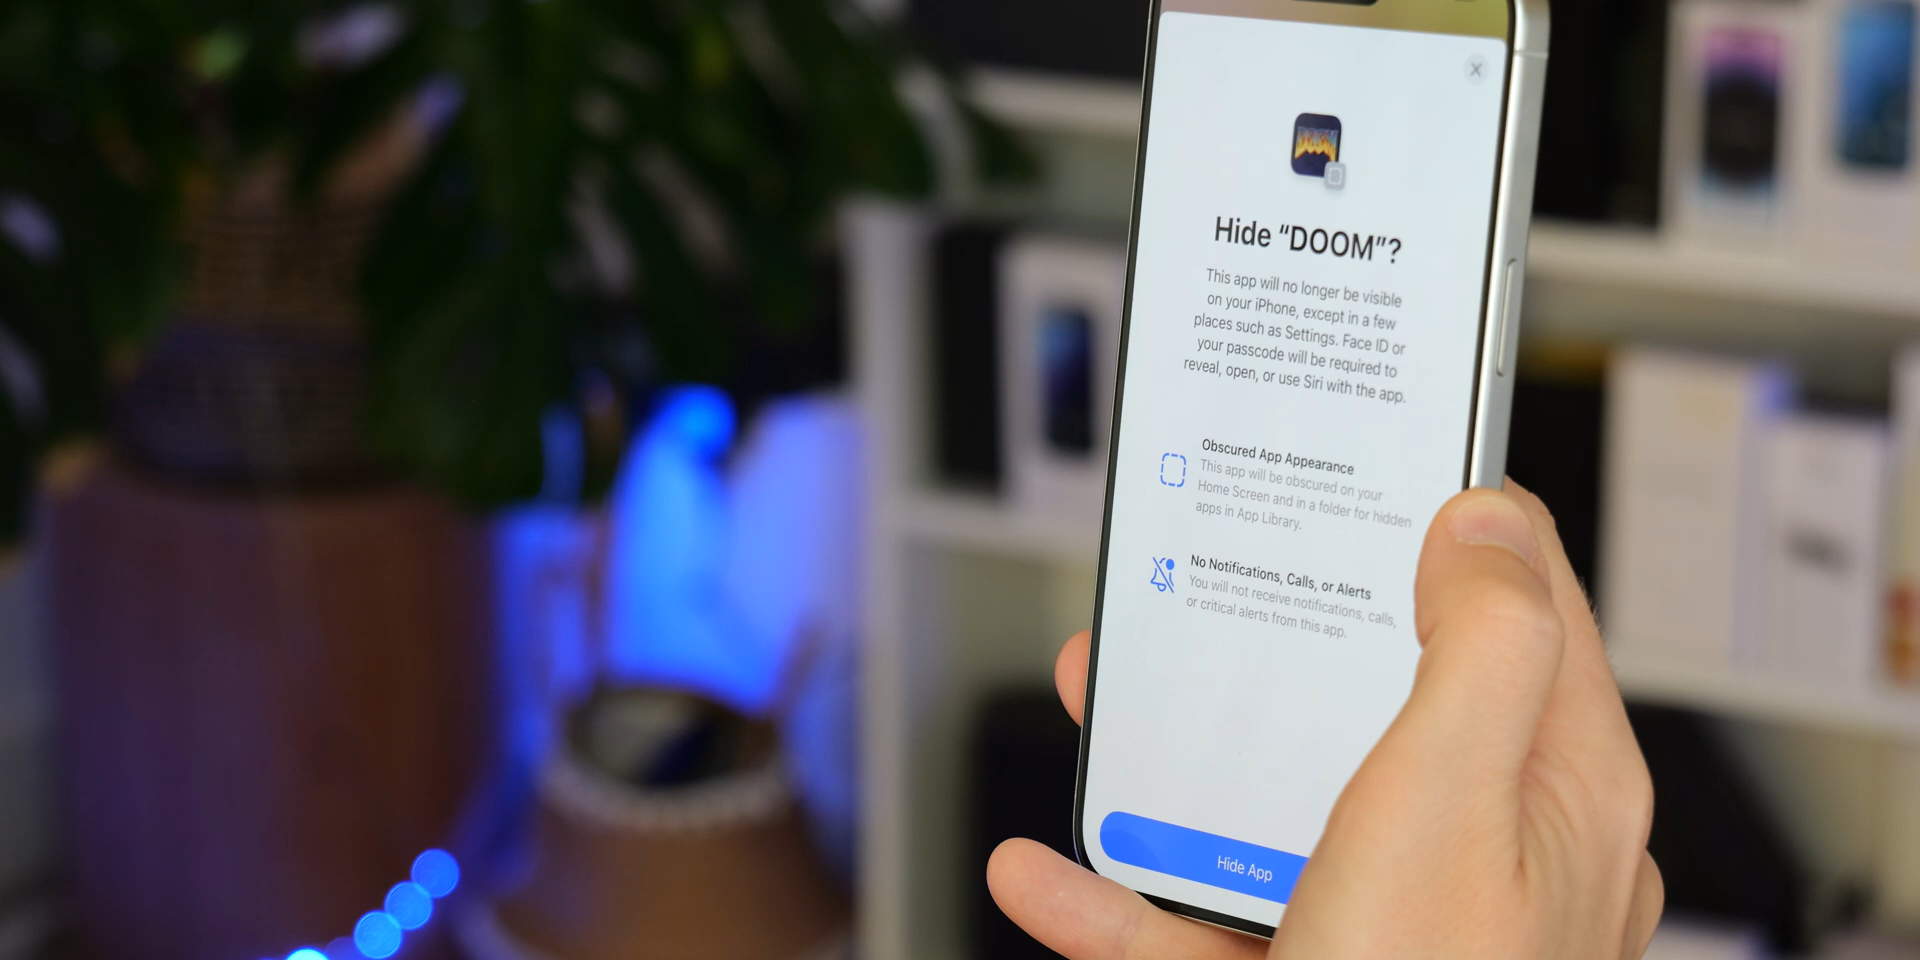 DOOM
Hide “DOOM”?
This app will no longer be visible
on your iPhone, except in a few
places such as Settings. Face ID or
your passcode will be required to
reveal, open, or use Siri with the app.
Obscured App Appearance
This app will be obscured on your
Home Screen and in a folder for hidden
apps in App Library.
No Notifications, Calls, or Alerts
You will not receive notifications, calls,
or critical alerts from this app.
Hide App